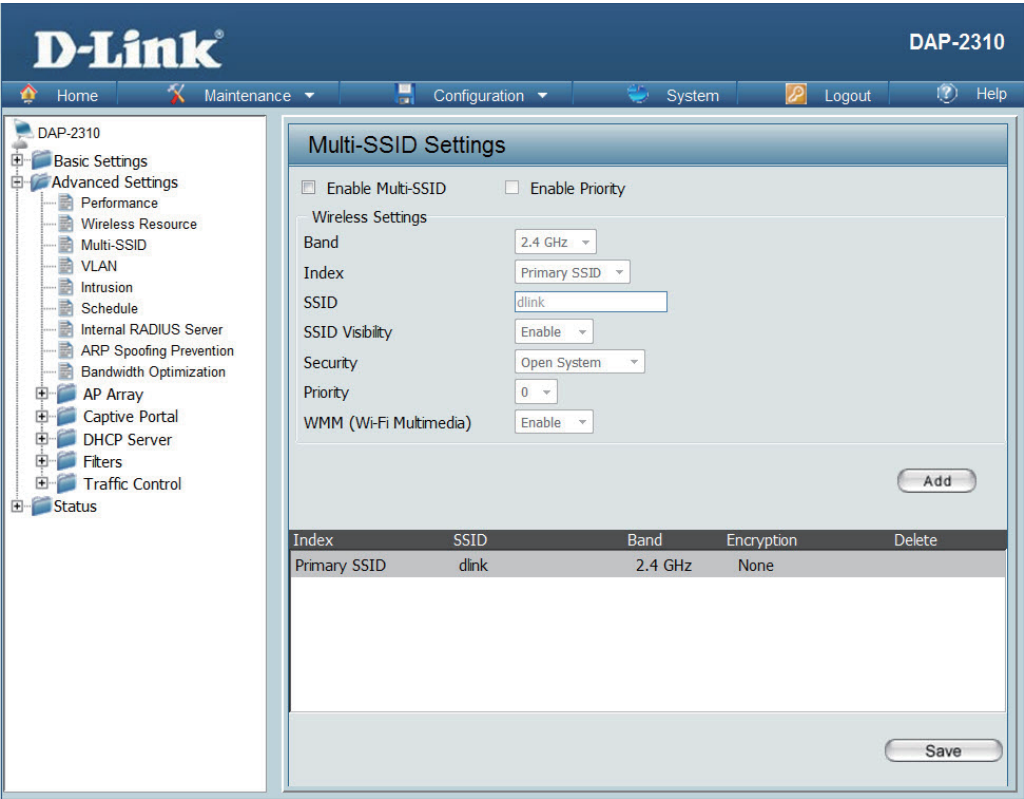 D-Link®
DAP-2310
Home Maintenance Configuration System Logout Help
DAP-2310
Basic Settings
Advanced Settings
Performance
Wireless Resource
Multi-SSID
VLAN
Intrusion
Schedule
Internal RADIUS Server
ARP Spoofing Prevention
Bandwidth Optimization
AP Array
Captive Portal
DHCP Server
Filters
Traffic Control
Status
Multi-SSID Settings
Enable Multi-SSID Enable Priority
Wireless Settings
Band 2.4 GHz
Index Primary SSID
SSID dlink
SSID Visibility Enable
Security Open System
Priority 0
WMM (Wi-Fi Multimedia) Enable
Add
Index SSID Band Encryption Delete
Primary SSID dlink 2.4 GHz None
Save